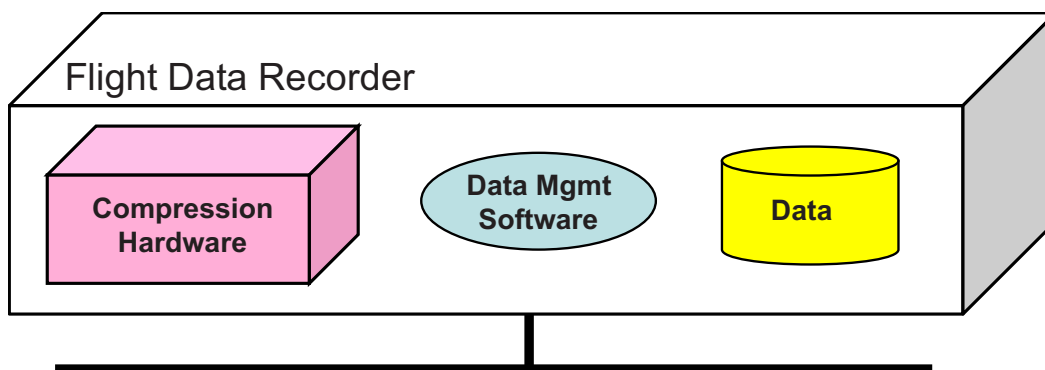 Flight Data Recorder
Compression
Hardware
Data Mgmt
Software
Data